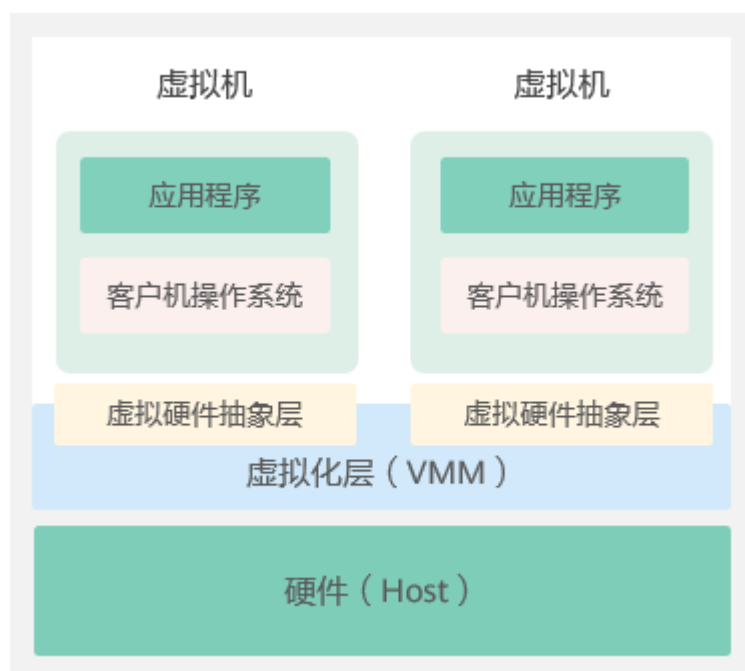 虚拟机 虚拟机
应用程序 应用程序
客户机操作系统 客户机操作系统
虚拟硬件抽象层 虚拟硬件抽象层
虚拟化层（VMM）
硬件（Host）